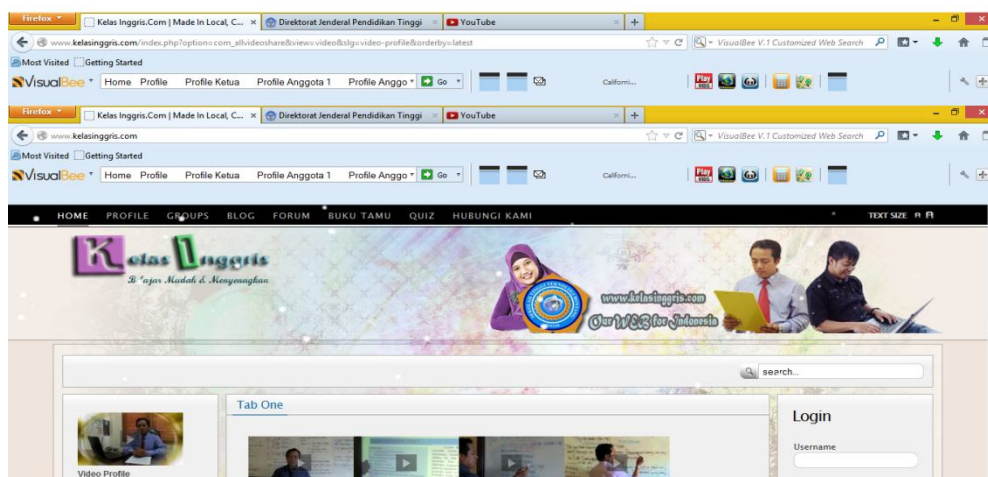 Firefox
Kelas Inggris.Com | Made In Local, C... × Direktorat Jenderal Pendidikan Tinggi × YouTube × +
www.kelasinggris.com/index.php?option=com_allvideoshare&view=video&slg=video-profile&orderby=latest VisualBee V.1 Customized Web Search
Most Visited Getting Started
VisualBee Home Profile Profile Ketua Profile Anggota 1 Profile Anggo Go Californi...
Firefox
Kelas Inggris.Com | Made In Local, C... × Direktorat Jenderal Pendidikan Tinggi × YouTube × +
www.kelasinggris.com VisualBee V.1 Customized Web Search
Most Visited Getting Started
VisualBee Home Profile Profile Ketua Profile Anggota 1 Profile Anggo Go Californi...
HOME PROFILE GROUPS BLOG FORUM BUKU TAMU QUIZ HUBUNGI KAMI TEXT SIZE A A
Kelas Inggris
B'ajar Mudah & Menyenagkan
www.kelasinggris.com
Our WEB for Indonesia
search...
Tab One
Login
Username
Video Profile